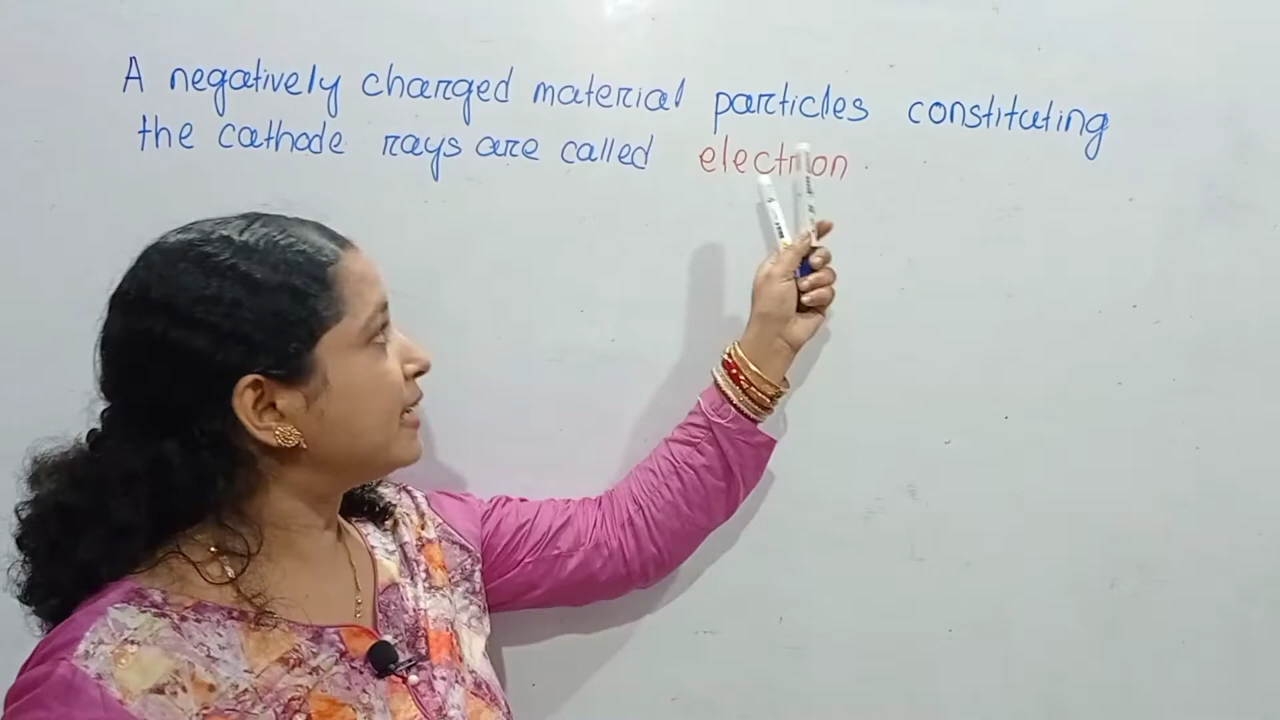 A negatively charged material particles constituting
the cathode rays are called electron.